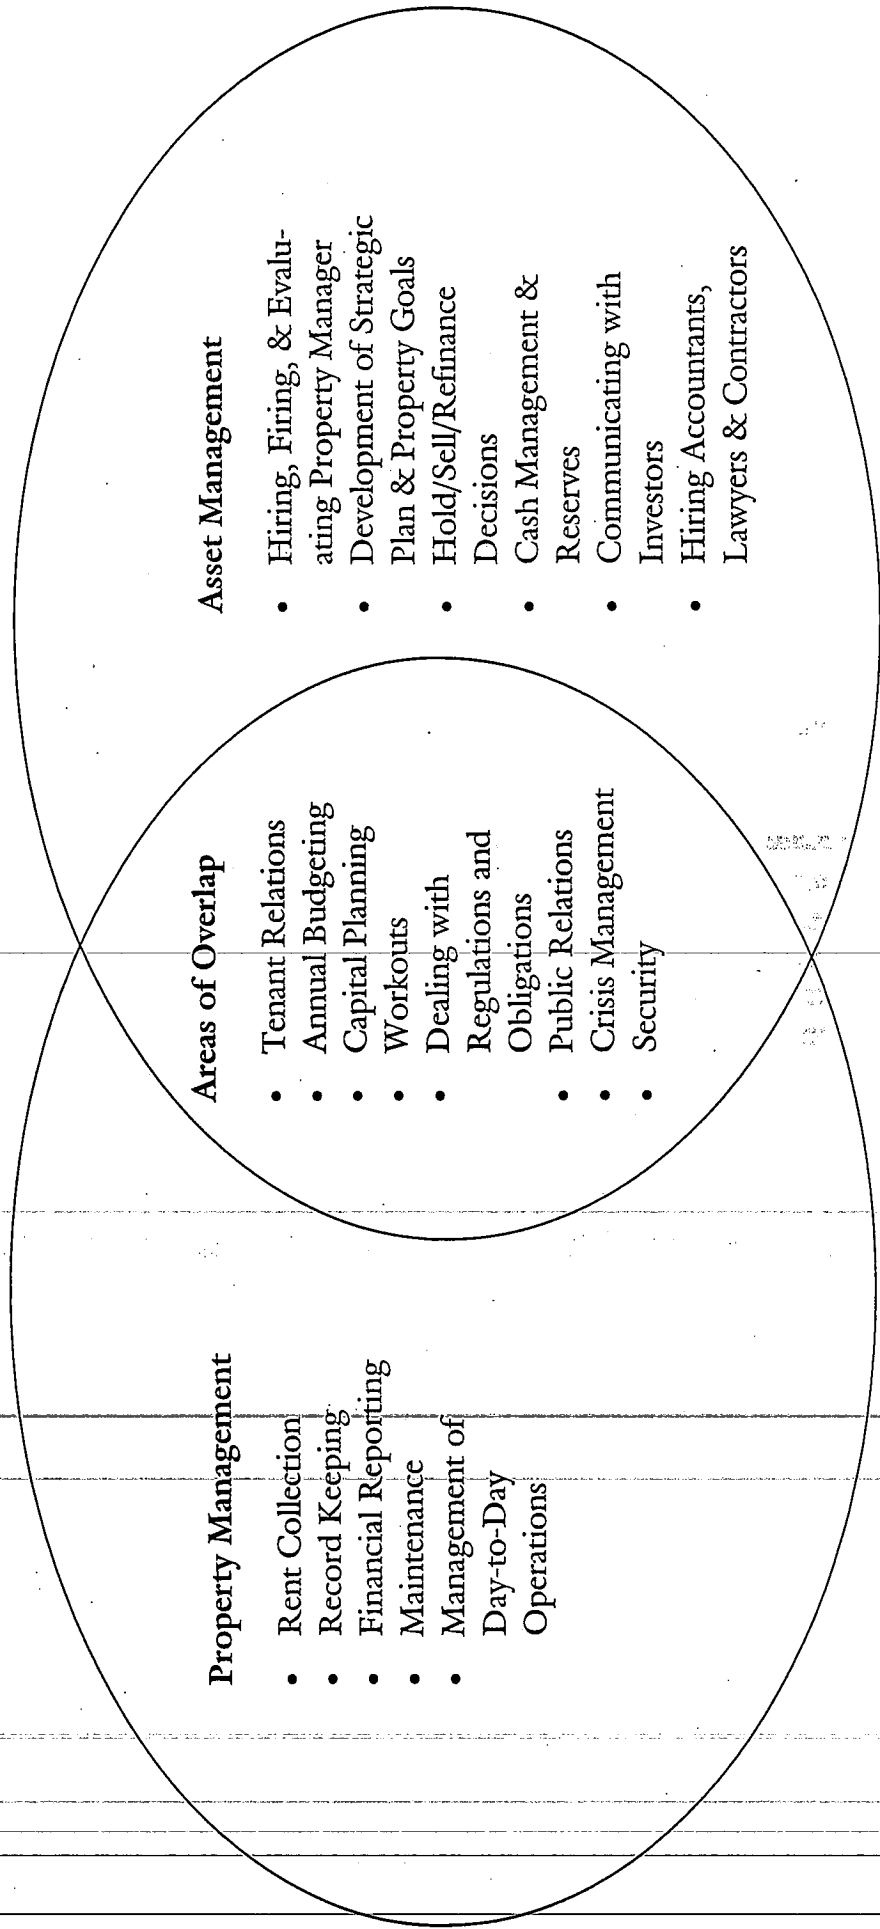 Property Management
• Rent Collection
• Record Keeping
• Financial Reporting
• Maintenance
• Management of
Day-to-Day
Operations
Areas of Overlap
• Tenant Relations
• Annual Budgeting
• Capital Planning
• Workouts
• Dealing with
Regulations and
Obligations
• Public Relations
• Crisis Management
• Security
Asset Management
• Hiring, Firing, & Evalu-
ating Property Manager
• Development of Strategic
Plan & Property Goals
• Hold/Sell/Refinance
Decisions
• Cash Management &
Reserves
• Communicating with
Investors
• Hiring Accountants,
Lawyers & Contractors